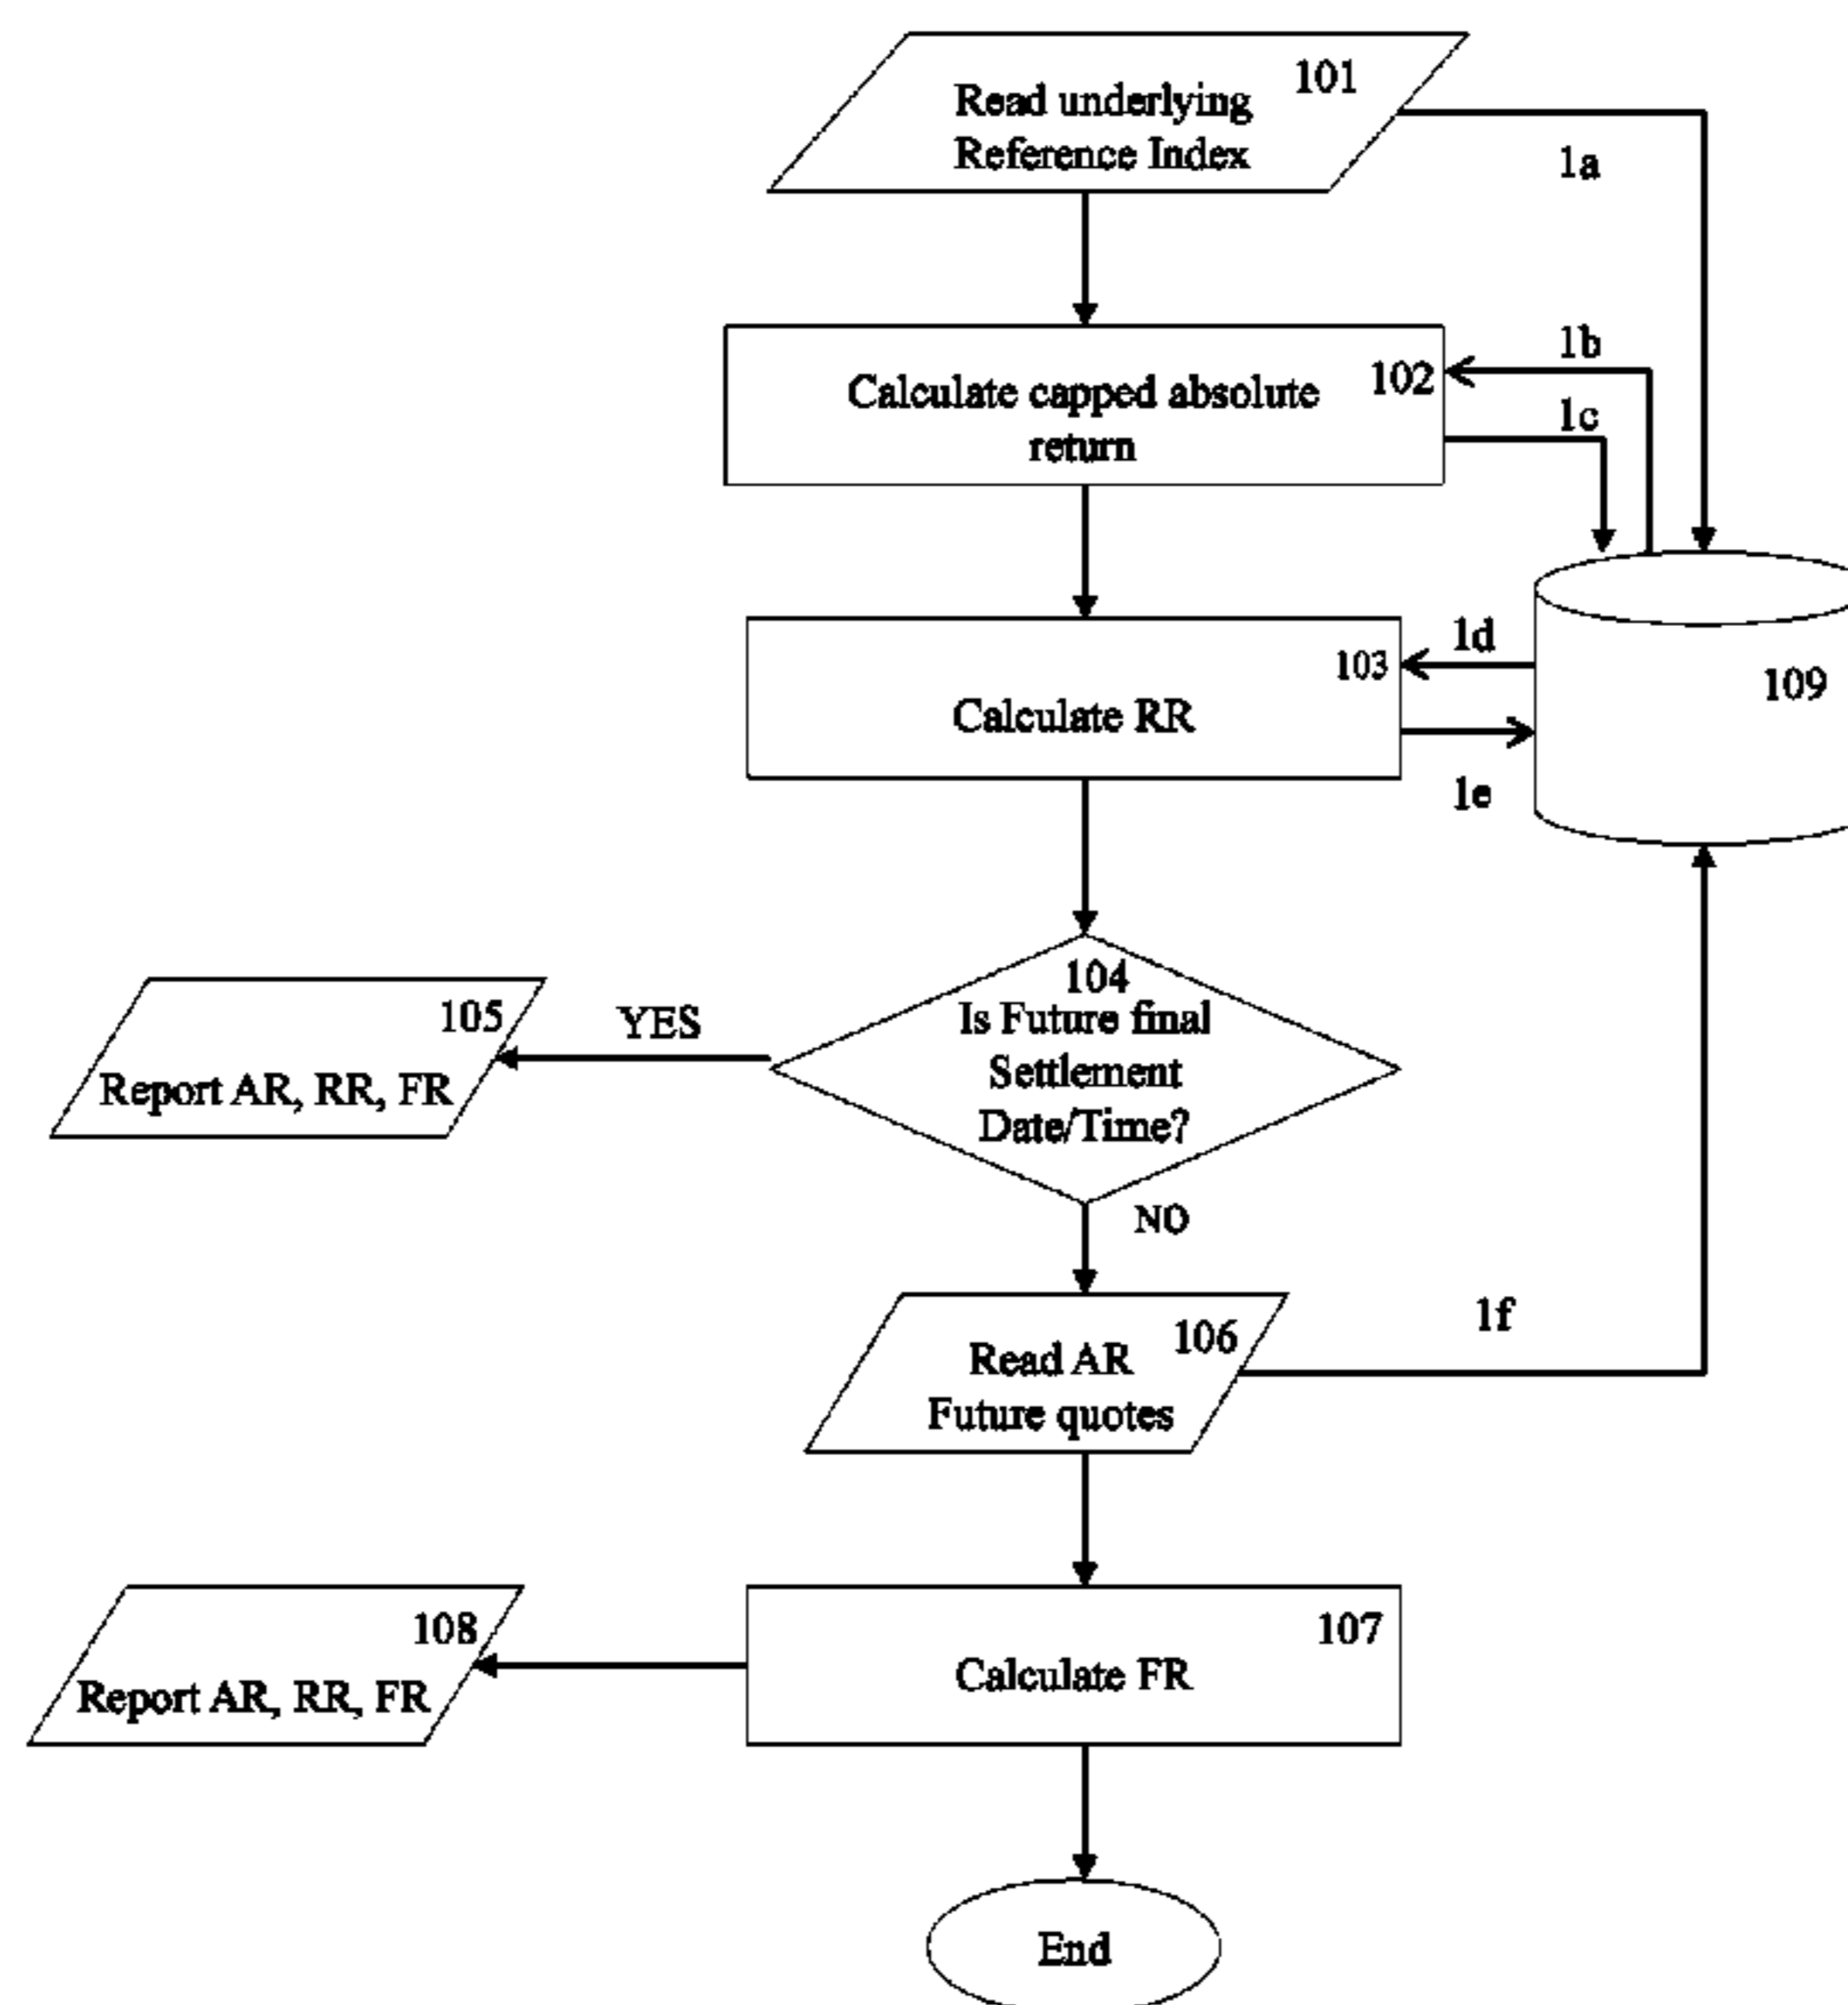 101
Read underlying
Reference Index
1a
1b
102
Calculate capped absolute
return
1c
1d
103
109
Calculate RR
1e
104
Is Future final
Settlement
Date/Time?
YES
105
Report AR, RR, FR
NO
106
Read AR
Future quotes
1f
107
Calculate FR
108
Report AR, RR, FR
End